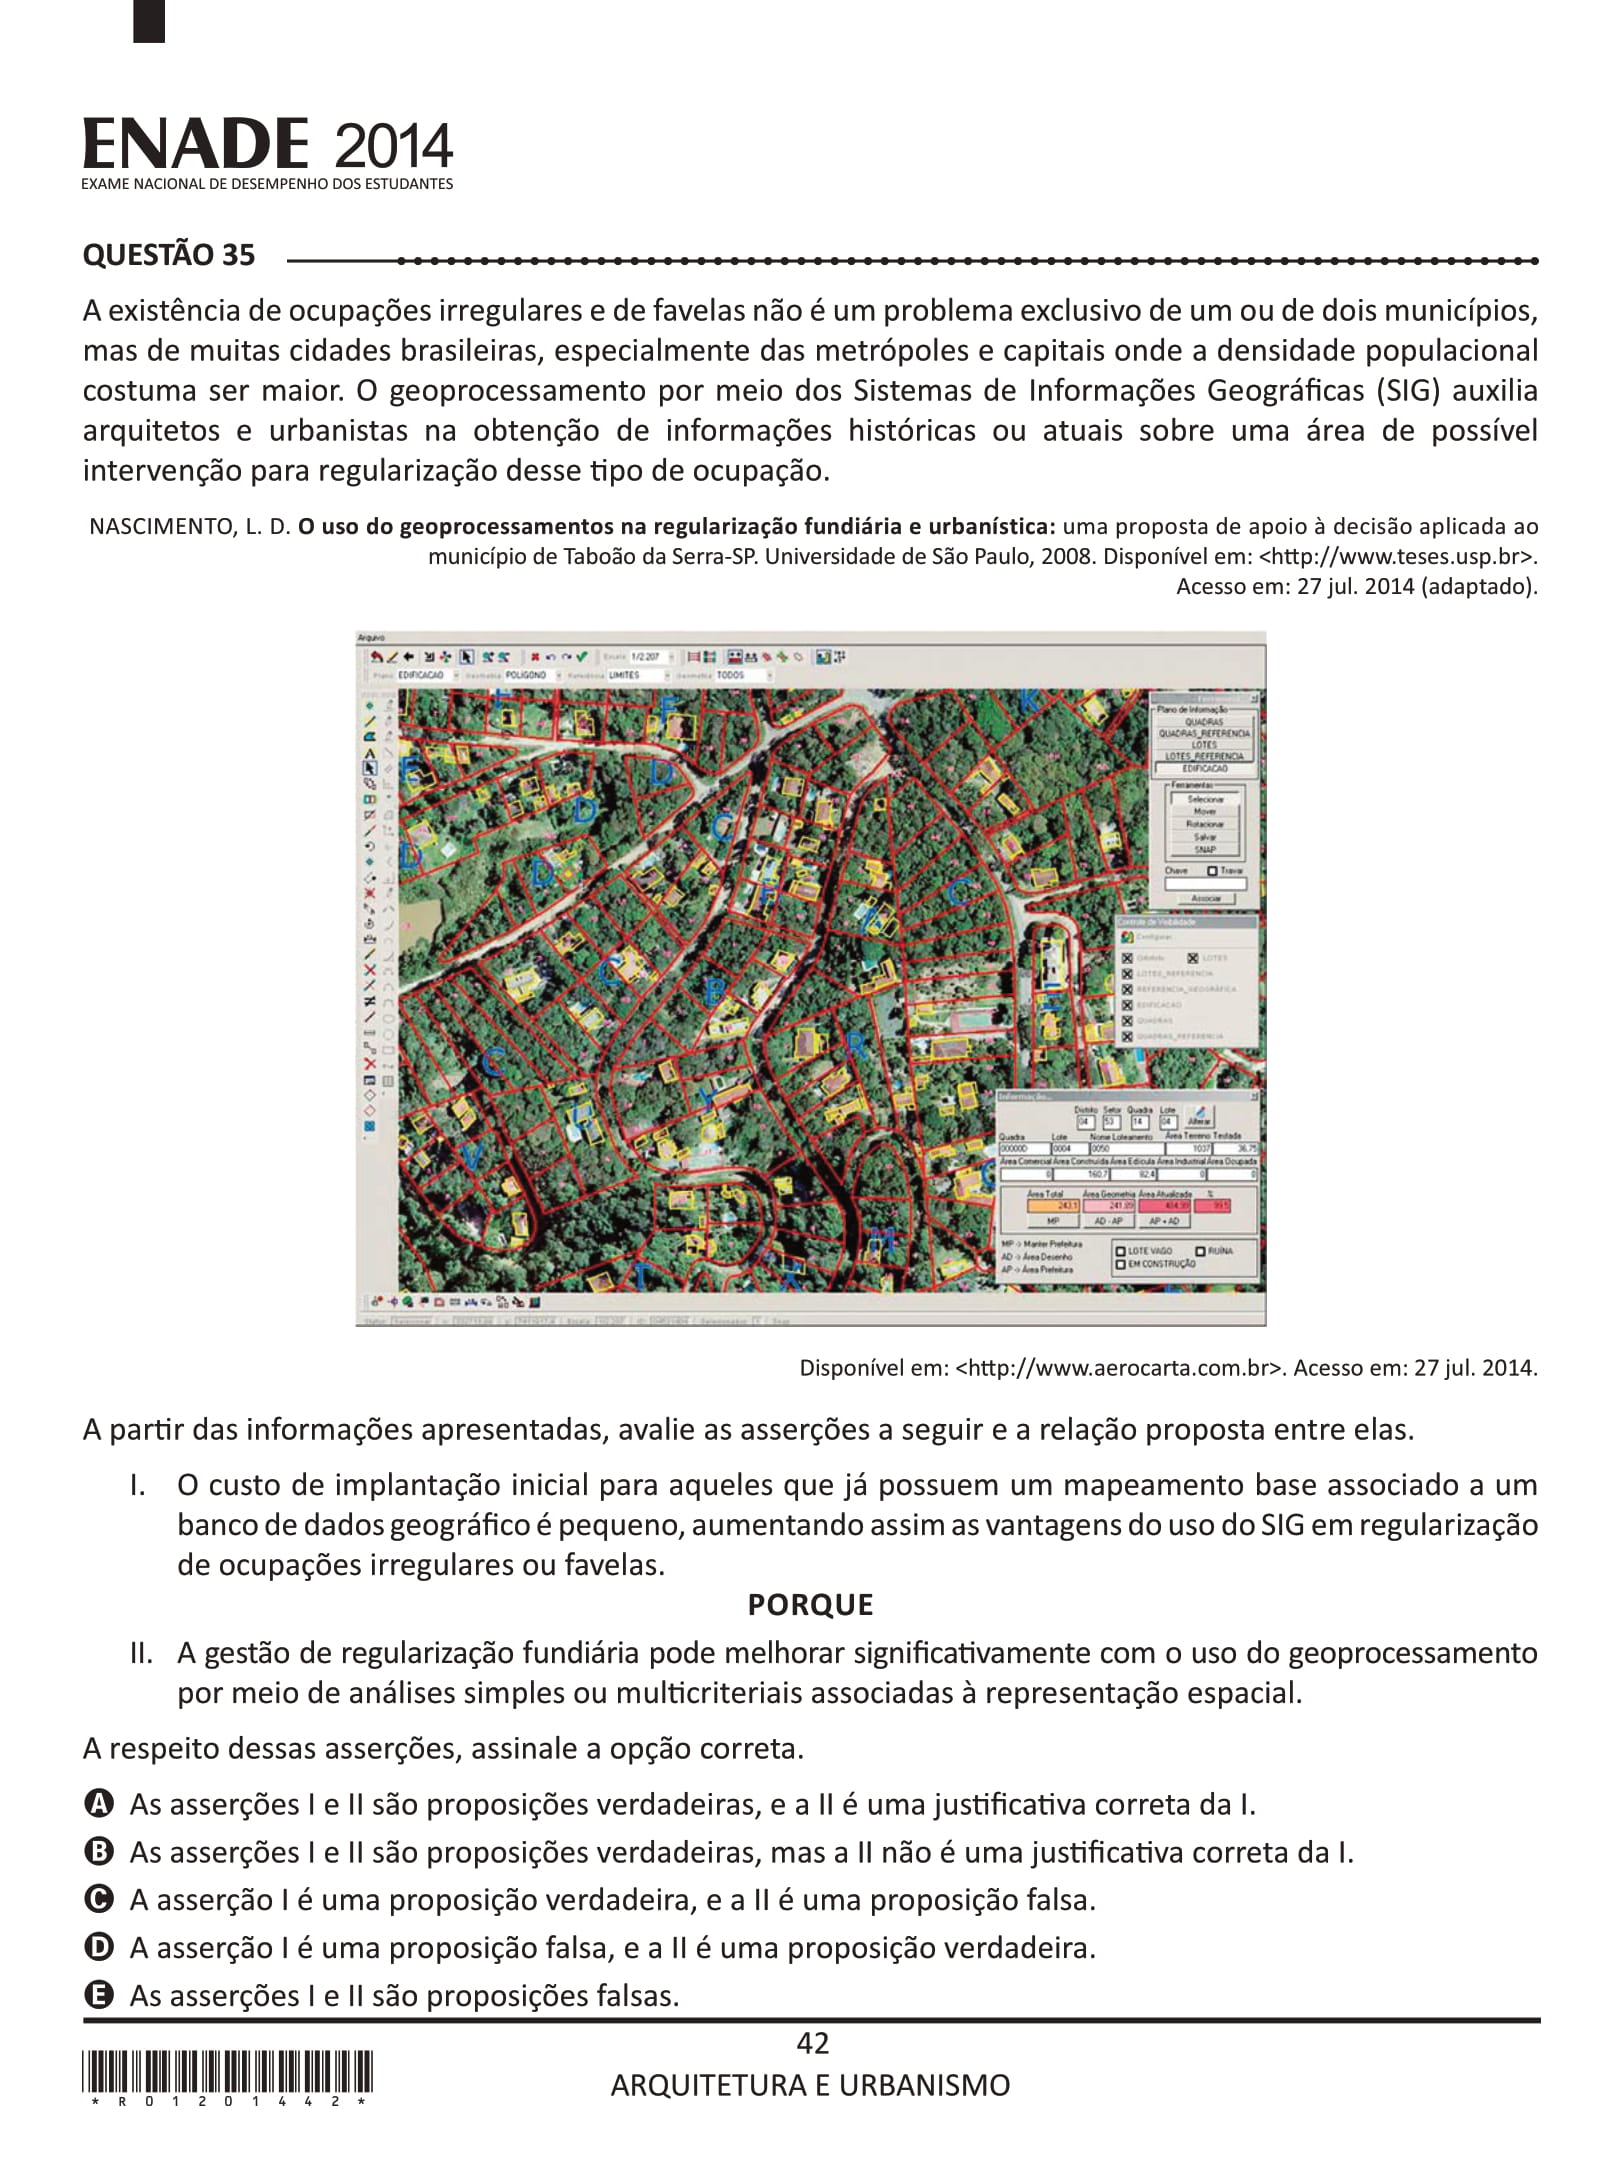 ENADE 2014
EXAME NACIONAL DE DESEMPENHO DOS ESTUDANTES
QUESTÃO 35
A existência de ocupações irregulares e de favelas não é um problema exclusivo de um ou de dois municípios,
mas de muitas cidades brasileiras, especialmente das metrópoles e capitais onde a densidade populacional
costuma ser maior. O geoprocessamento por meio dos Sistemas de Informações Geográficas (SIG) auxilia
arquitetos e urbanistas na obtenção de informações históricas ou atuais sobre uma área de possível
intervenção para regularização desse tipo de ocupação.
NASCIMENTO, L. D. O uso do geoprocessamentos na regularização fundiária e urbanística: uma proposta de apoio à decisão aplicada ao
município de Taboão da Serra-SP. Universidade de São Paulo, 2008. Disponível em: <http://www.teses.usp.br>.
Acesso em: 27 jul. 2014 (adaptado).
Arquivo
Escala: 1/2.207
Plano: EDIFICACAO Geometria: POLÍGONO Referência: LIMITES Geometria: TODOS
Plano de Informação
QUADRAS
QUADRAS_REFERENCIA
LOTES
LOTES_REFERENCIA
EDIFICACAO
Ferramentas
Selecionar
Mover
Rotacionar
Salvar
SNAP
Chave Travar
Associar
Controle de Visibilidade
Configurar
Ortofoto LOTES
LOTES_REFERENCIA
REFERENCIA_GEOGRÁFICA
EDIFICACAO
QUADRAS
QUADRAS_REFERENCIA
Informação...
Distrito Setor Quadra Lote
04 53 14 04 Alterar
Quadra Lote Nome Loteamento Área Terreno Testada
00000D 0004 0050 1037 36,75
Área Comercial Área Construída Área Edícula Área Industrial Área Ocupada
0 160,7 82,4 0 0
Área Total Área Geometria Área Atualizada %
243,1 241,89 484,99 99,5
MP AD - AP AP + AD
MP -> Manter Prefeitura
AD -> Área Desenho
AP -> Área Prefeitura
LOTE VAGO RUÍNA
EM CONSTRUÇÃO
Disponível em: <http://www.aerocarta.com.br>. Acesso em: 27 jul. 2014.
A partir das informações apresentadas, avalie as asserções a seguir e a relação proposta entre elas.
I. O custo de implantação inicial para aqueles que já possuem um mapeamento base associado a um
banco de dados geográfico é pequeno, aumentando assim as vantagens do uso do SIG em regularização
de ocupações irregulares ou favelas.
PORQUE
II. A gestão de regularização fundiária pode melhorar significativamente com o uso do geoprocessamento
por meio de análises simples ou multicriteriais associadas à representação espacial.
A respeito dessas asserções, assinale a opção correta.
A As asserções I e II são proposições verdadeiras, e a II é uma justificativa correta da I.
B As asserções I e II são proposições verdadeiras, mas a II não é uma justificativa correta da I.
C A asserção I é uma proposição verdadeira, e a II é uma proposição falsa.
D A asserção I é uma proposição falsa, e a II é uma proposição verdadeira.
E As asserções I e II são proposições falsas.
42
ARQUITETURA E URBANISMO
*R01201442*